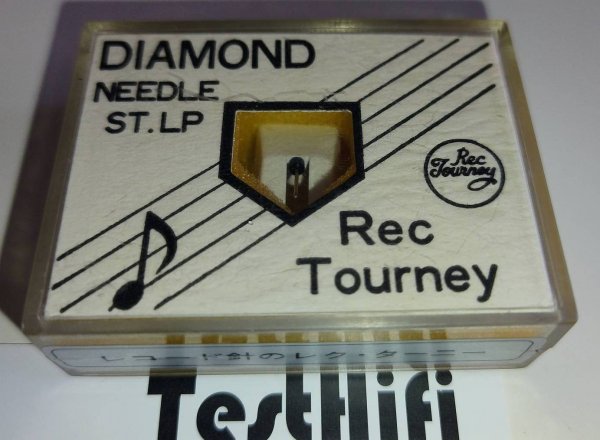 DIAMOND
NEEDLE
ST. LP
Rec
Tourney
Rec
Tourney
レコード針のレク・ターニー
TestHifi